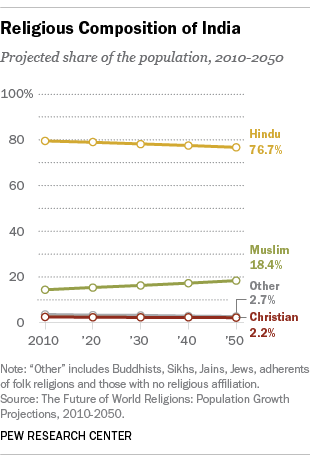 Religious Composition of India
Projected share of the population, 2010-2050
100%
80
60
40
20
0
Hindu
76.7%
Muslim
18.4%
Other
2.7%
Christian
2.2%
2010 '20 '30 '40 '50
Note: “Other” includes Buddhists, Sikhs, Jains, Jews, adherents
of folk religions and those with no religious affiliation.
Source: The Future of World Religions: Population Growth
Projections, 2010-2050.
PEW RESEARCH CENTER